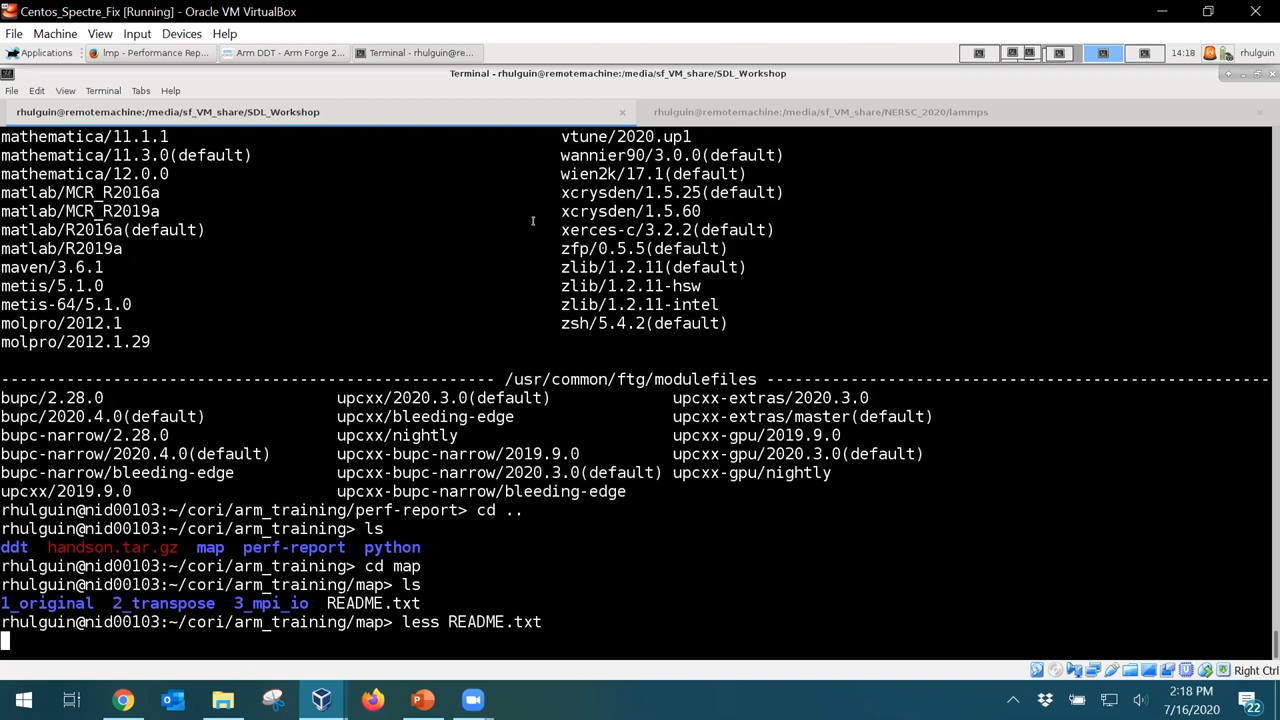 Centos_Spectre_Fix [Running] - Oracle VM VirtualBox
File Machine View Input Devices Help
Applications lmp - Performance Rep... Arm DDT - Arm Forge 2... Terminal - rhulguin@re... 14:18 rhulguin
Terminal - rhulguin@remotemachine:/media/sf_VM_share/SDL_Workshop
File Edit View Terminal Tabs Help
rhulguin@remotemachine:/media/sf_VM_share/SDL_Workshop × rhulguin@remotemachine:/media/sf_VM_share/NERSC_2020/lammps ×
mathematica/11.1.1 vtune/2020.up1
mathematica/11.3.0(default) wannier90/3.0.0(default)
mathematica/12.0.0 wien2k/17.1(default)
matlab/MCR_R2016a xcrysden/1.5.25(default)
matlab/MCR_R2019a xcrysden/1.5.60
matlab/R2016a(default) xerces-c/3.2.2(default)
matlab/R2019a zfp/0.5.5(default)
maven/3.6.1 zlib/1.2.11(default)
metis/5.1.0 zlib/1.2.11-hsw
metis-64/5.1.0 zlib/1.2.11-intel
molpro/2012.1 zsh/5.4.2(default)
molpro/2012.1.29
----------------------------------------------------- /usr/common/ftg/modulefiles ------------------------------------------------------
bupc/2.28.0 upcxx/2020.3.0(default) upcxx-extras/2020.3.0
bupc/2020.4.0(default) upcxx/bleeding-edge upcxx-extras/master(default)
bupc-narrow/2.28.0 upcxx/nightly upcxx-gpu/2019.9.0
bupc-narrow/2020.4.0(default) upcxx-bupc-narrow/2019.9.0 upcxx-gpu/2020.3.0(default)
bupc-narrow/bleeding-edge upcxx-bupc-narrow/2020.3.0(default) upcxx-gpu/nightly
upcxx/2019.9.0 upcxx-bupc-narrow/bleeding-edge
rhulguin@nid00103:~/cori/arm_training/perf-report> cd ..
rhulguin@nid00103:~/cori/arm_training> ls
ddt handson.tar.gz map perf-report python
rhulguin@nid00103:~/cori/arm_training> cd map
rhulguin@nid00103:~/cori/arm_training/map> ls
1_original 2_transpose 3_mpi_io README.txt
rhulguin@nid00103:~/cori/arm_training/map> less README.txt
Right Ctrl
2:18 PM
7/16/2020
22